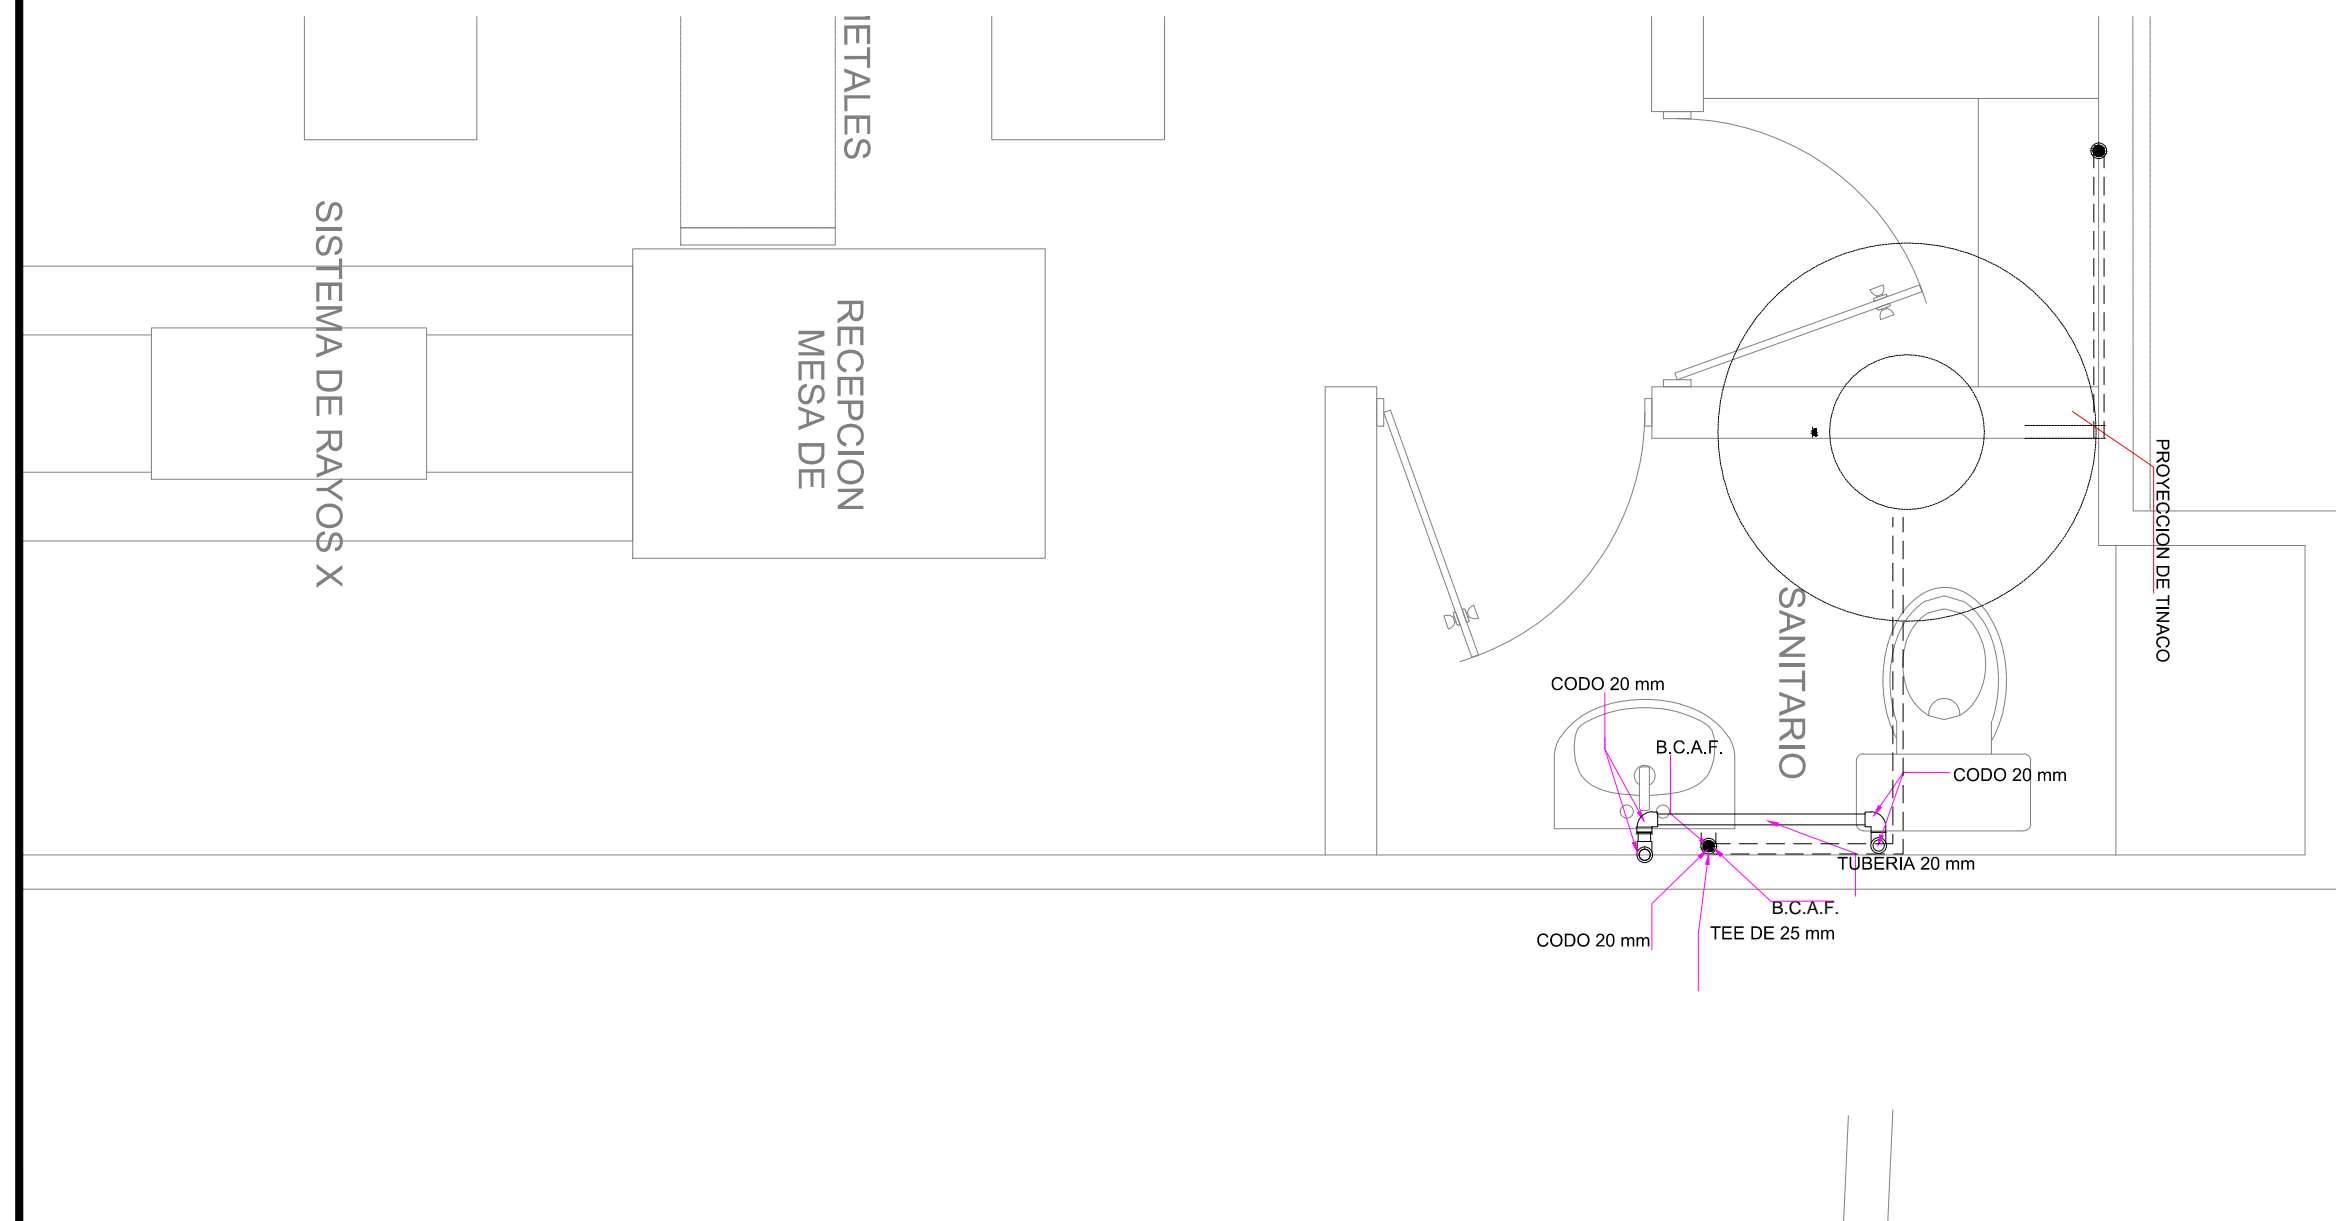 SISTEMA DE RAYOS X
MESA DE
RECEPCION
PROYECCION DE TINACO
SANITARIO
CODO 20 mm
B.C.A.F.
CODO 20 mm
TUBERIA 20 mm
B.C.A.F.
TEE DE 25 mm
CODO 20 mm